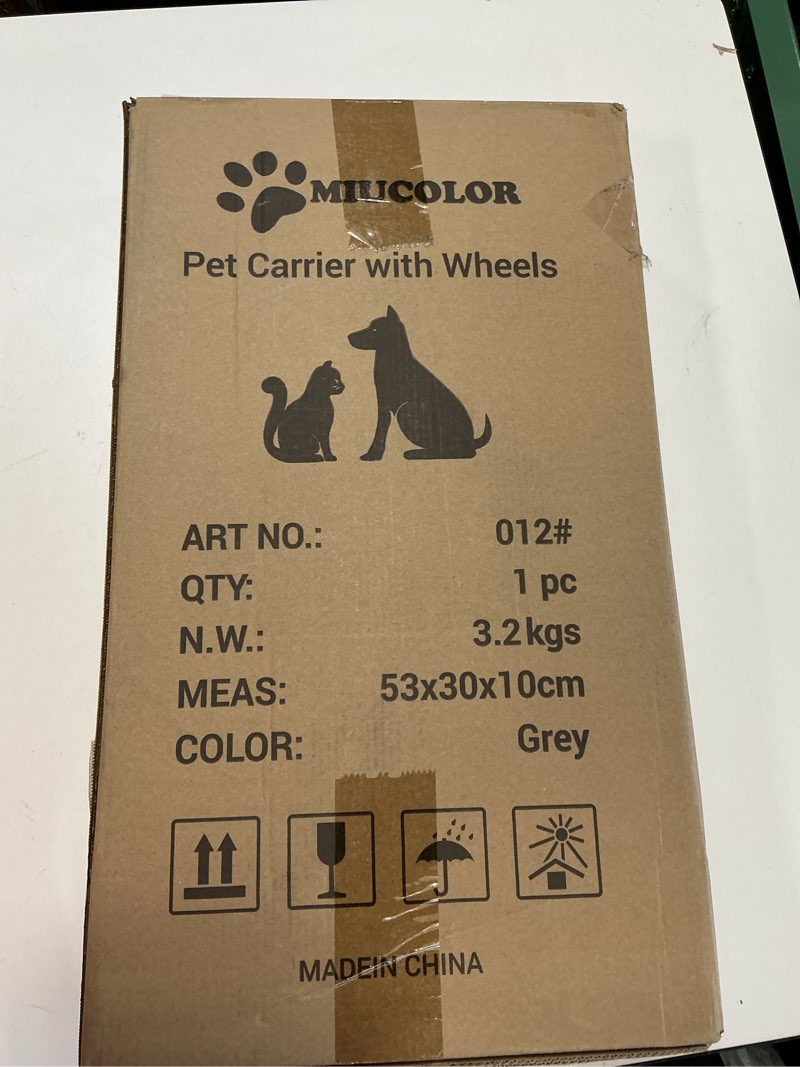 MIUCOLOR
Pet Carrier with Wheels
ART NO.: 012#
QTY: 1 pc
N.W.: 3.2kgs
MEAS: 53x30x10cm
COLOR: Grey
MADEIN CHINA